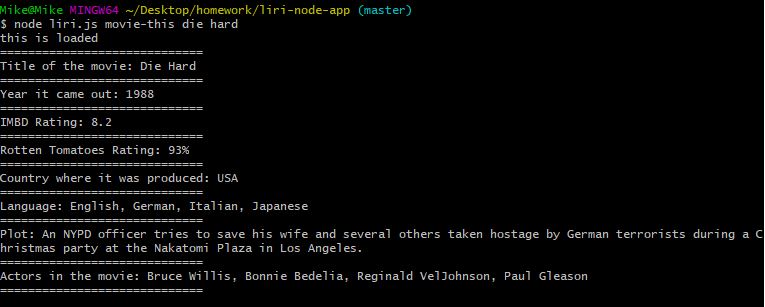 Mike@Mike MINGW64 ~/Desktop/homework/liri-node-app (master)
$ node liri.js movie-this die hard
this is loaded
=============================
Title of the movie: Die Hard
=============================
Year it came out: 1988
=============================
IMBD Rating: 8.2
=============================
Rotten Tomatoes Rating: 93%
=============================
Country where it was produced: USA
=============================
Language: English, German, Italian, Japanese
=============================
Plot: An NYPD officer tries to save his wife and several others taken hostage by German terrorists during a C
hristmas party at the Nakatomi Plaza in Los Angeles.
=============================
Actors in the movie: Bruce Willis, Bonnie Bedelia, Reginald VelJohnson, Paul Gleason
=============================